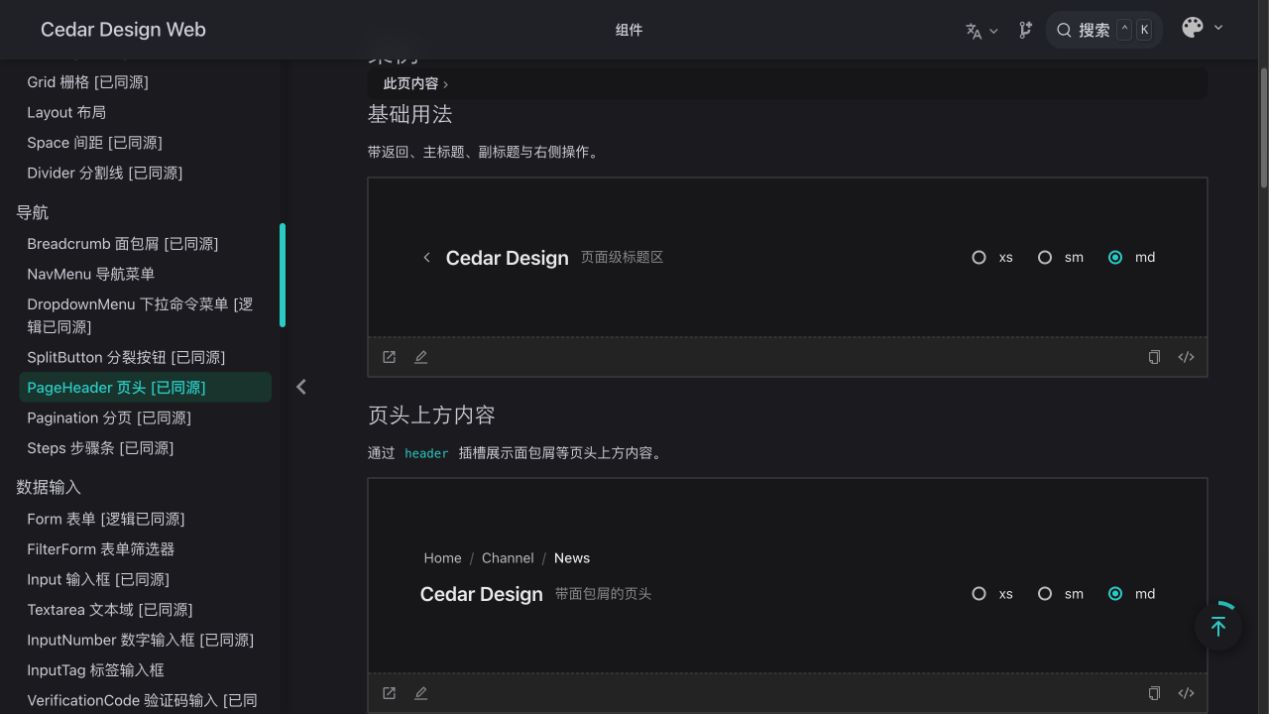 Cedar Design Web
组件
搜索 ^ K
Grid 栅格 [已同源]
Layout 布局
Space 间距 [已同源]
Divider 分割线 [已同源]
导航
Breadcrumb 面包屑 [已同源]
NavMenu 导航菜单
DropdownMenu 下拉命令菜单 [逻
辑已同源]
SplitButton 分裂按钮 [已同源]
PageHeader 页头 [已同源]
Pagination 分页 [已同源]
Steps 步骤条 [已同源]
数据输入
Form 表单 [逻辑已同源]
FilterForm 表单筛选器
Input 输入框 [已同源]
Textarea 文本域 [已同源]
InputNumber 数字输入框 [已同源]
InputTag 标签输入框
VerificationCode 验证码输入 [已同
此页内容 ›
基础用法
带返回、主标题、副标题与右侧操作。
Cedar Design 页面级标题区
xs sm md
页头上方内容
通过 header 插槽展示面包屑等页头上方内容。
Home / Channel / News
Cedar Design 带面包屑的页头
xs sm md